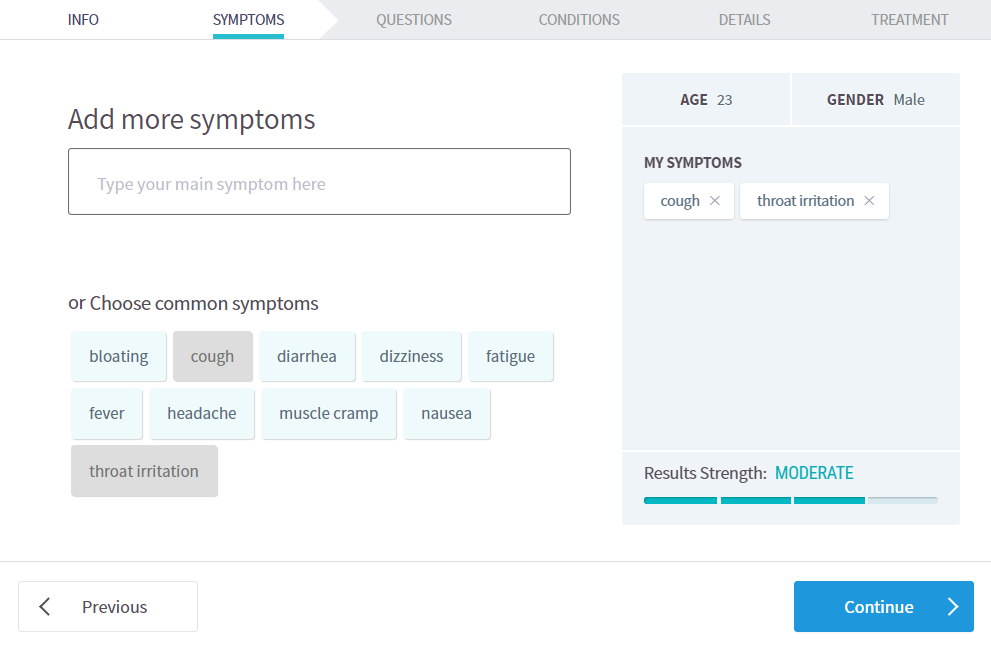 INFO SYMPTOMS QUESTIONS CONDITIONS DETAILS TREATMENT
Add more symptoms
Type your main symptom here
or Choose common symptoms
bloating cough diarrhea dizziness fatigue
fever headache muscle cramp nausea
throat irritation
AGE 23 GENDER Male
MY SYMPTOMS
cough throat irritation
Results Strength: MODERATE
Previous Continue